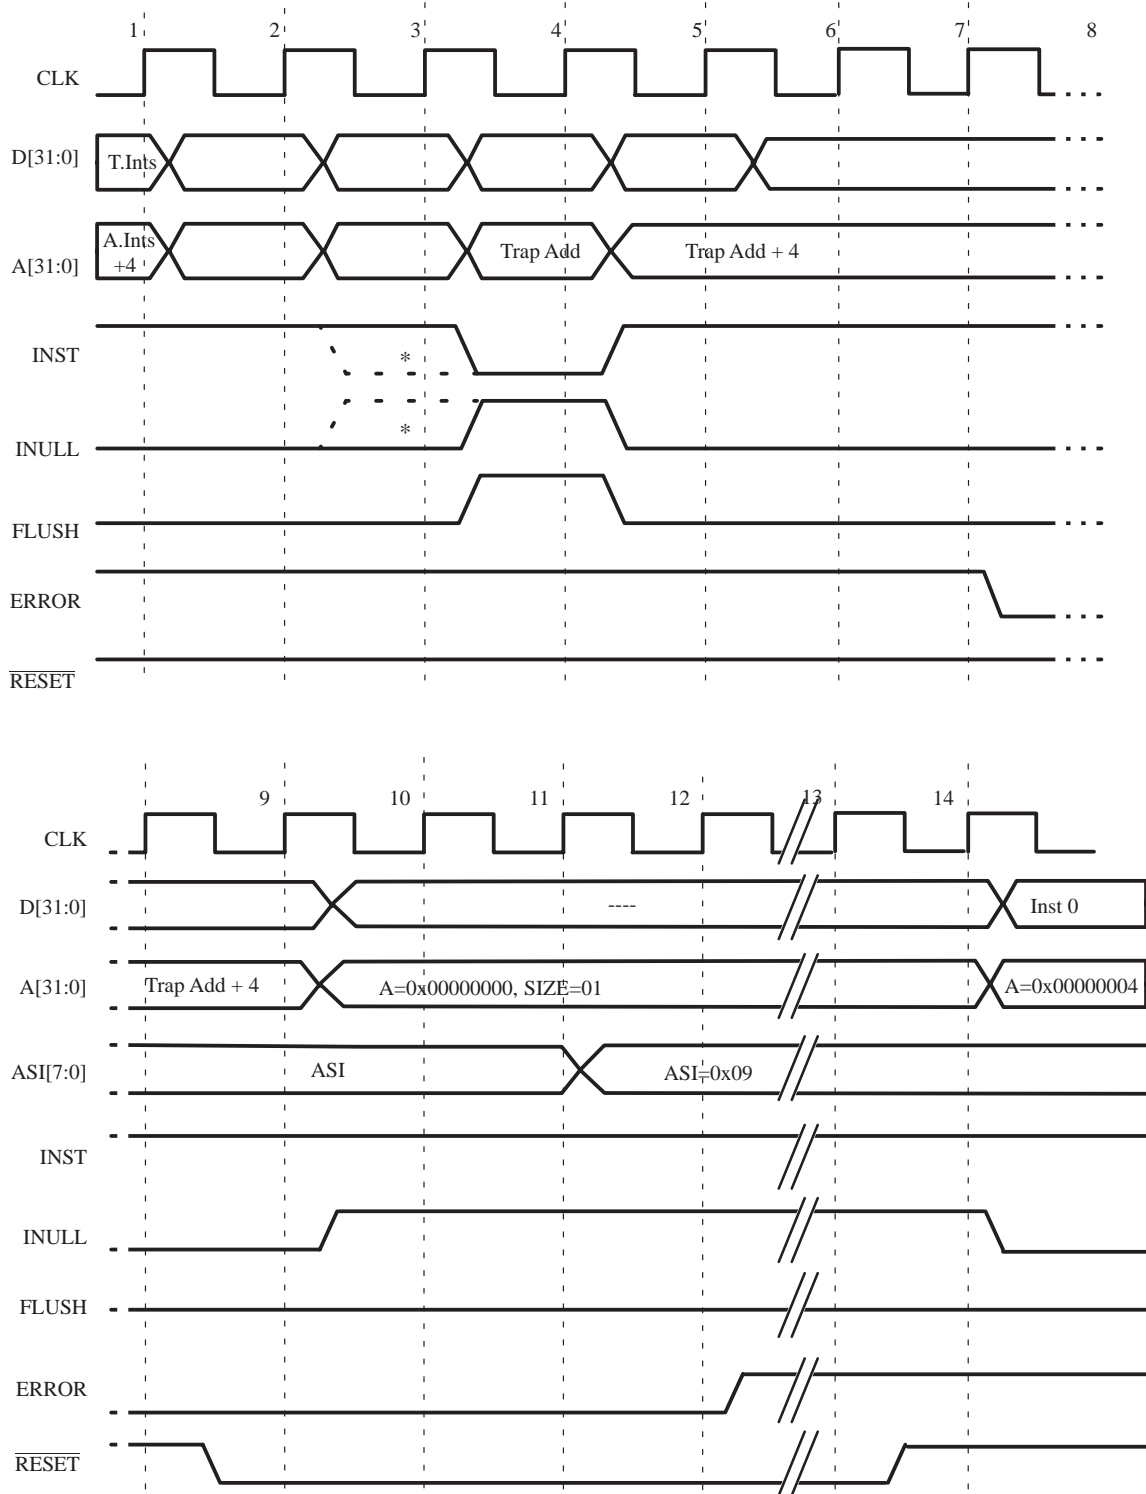 1 2 3 4 5 6 7 8
CLK
D[31:0] T.Ints
A.Ints
+4
Trap Add Trap Add + 4
A[31:0]
INST
*
*
INULL
FLUSH
ERROR
RESET
9 10 11 12 13 14
CLK
D[31:0] ---- Inst 0
A[31:0] Trap Add + 4 A=0x00000000, SIZE=01 A=0x00000004
ASI[7:0] ASI ASI=0x09
INST
INULL
FLUSH
ERROR
RESET